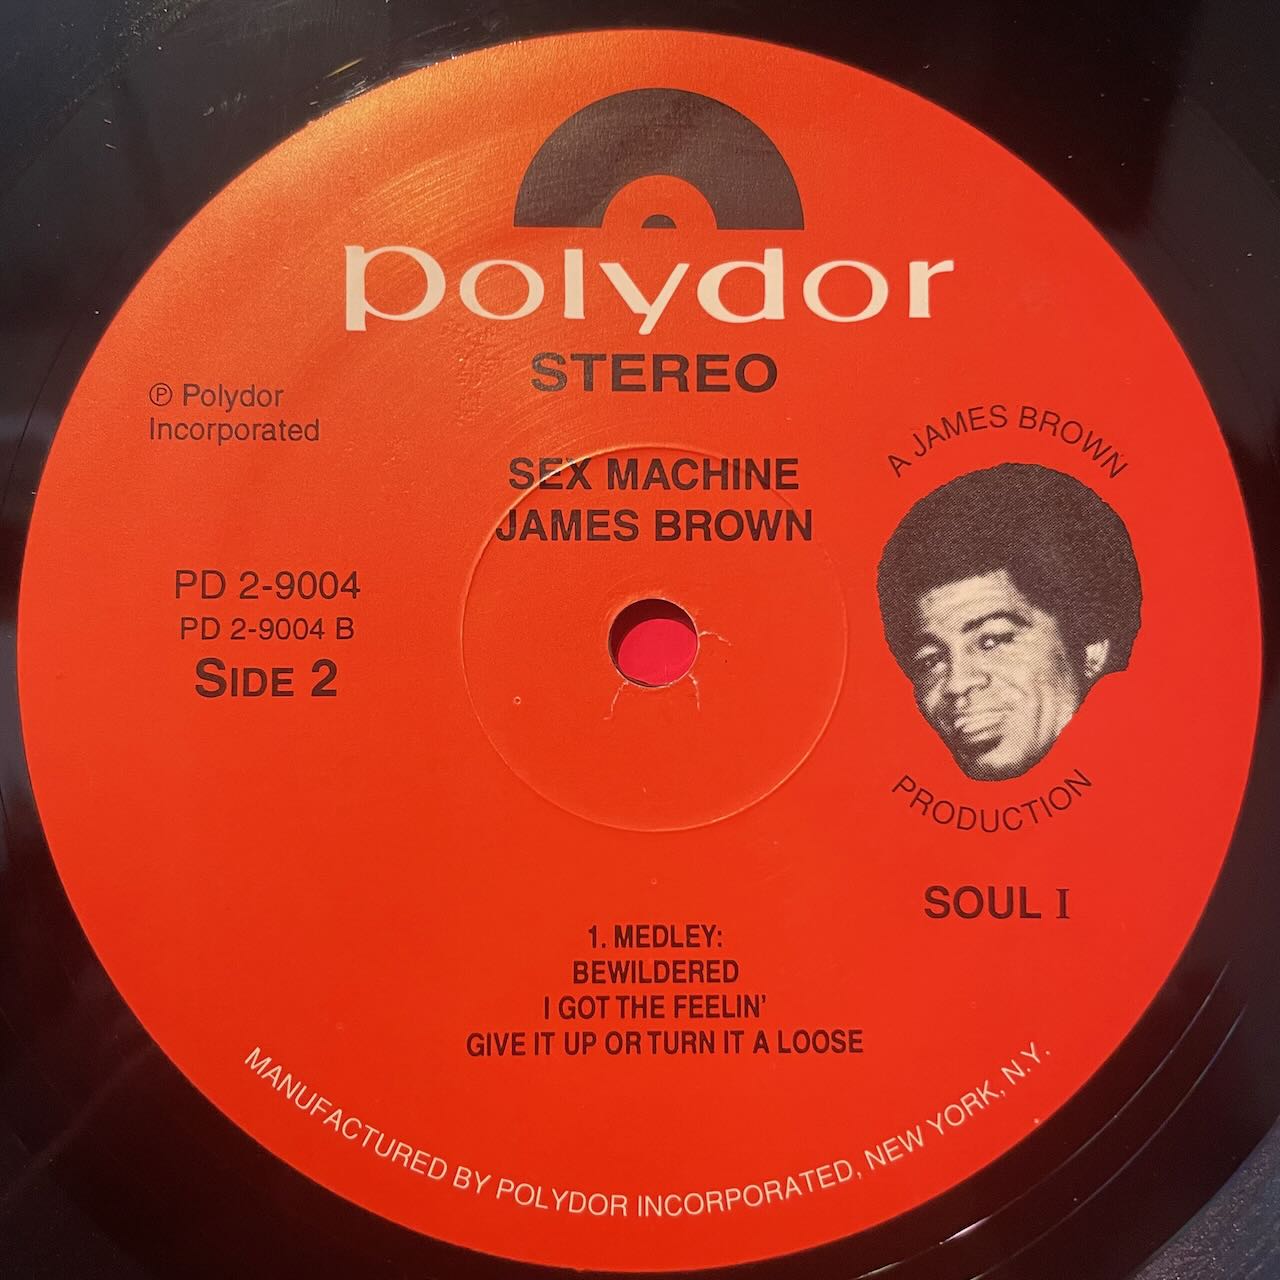 polydor
STEREO
℗ Polydor
Incorporated
SEX MACHINE
JAMES BROWN
A JAMES BROWN
PRODUCTION
PD 2-9004
PD 2-9004 B
SIDE 2
SOUL I
1. MEDLEY:
BEWILDERED
I GOT THE FEELIN'
GIVE IT UP OR TURN IT A LOOSE
MANUFACTURED BY POLYDOR INCORPORATED, NEW YORK, N.Y.